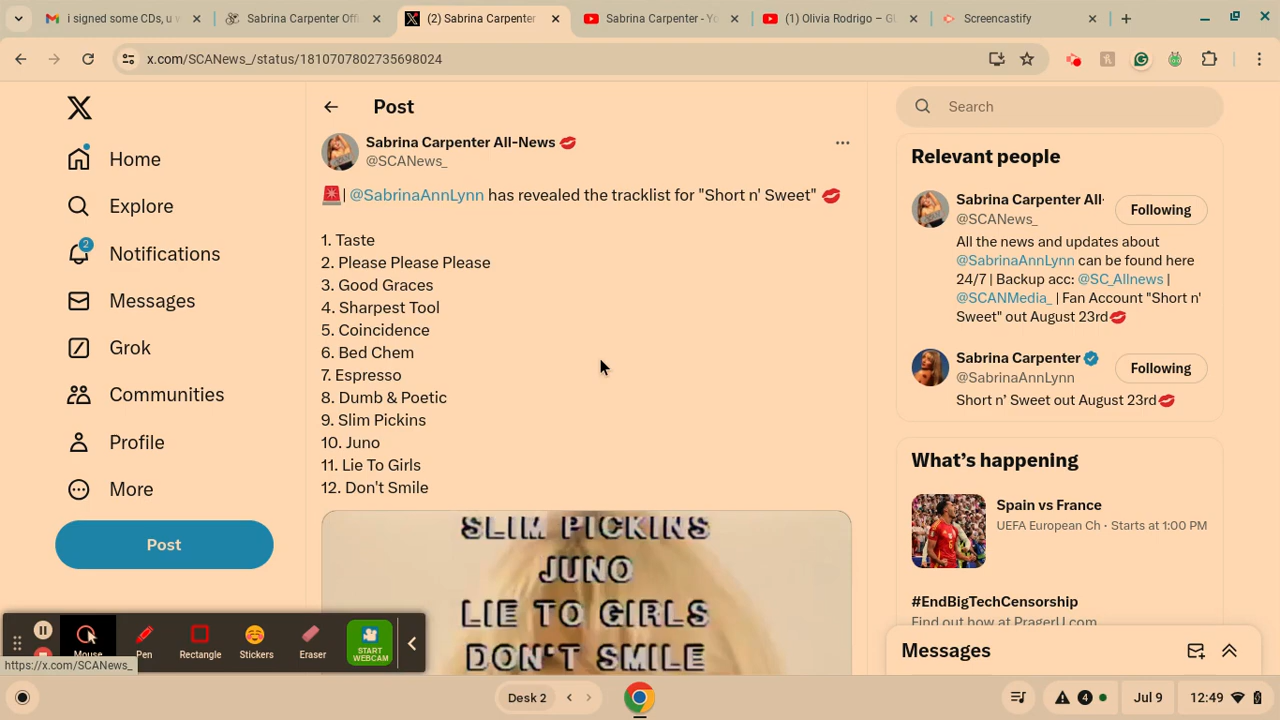 i signed some CDs, u w
Sabrina Carpenter Off
(2) Sabrina Carpenter
Sabrina Carpenter - Yo
(1) Olivia Rodrigo – G
Screencastify
x.com/SCANews_/status/1810707802735698024
Post
Search
Home
Explore
2
Notifications
Messages
Grok
Communities
Profile
More
Post
Sabrina Carpenter All-News 💋
@SCANews_
🚨| @SabrinaAnnLynn has revealed the tracklist for "Short n' Sweet" 💋
1. Taste
2. Please Please Please
3. Good Graces
4. Sharpest Tool
5. Coincidence
6. Bed Chem
7. Espresso
8. Dumb & Poetic
9. Slim Pickins
10. Juno
11. Lie To Girls
12. Don't Smile
SLIM PICKINS
JUNO
LIE TO GIRLS
DON'T SMILE
Relevant people
Sabrina Carpenter All-
@SCANews_
Following
All the news and updates about
@SabrinaAnnLynn can be found here
24/7 | Backup acc: @SC_Allnews |
@SCANMedia_ | Fan Account "Short n'
Sweet" out August 23rd💋
Sabrina Carpenter
@SabrinaAnnLynn
Following
Short n’ Sweet out August 23rd💋
What’s happening
Spain vs France
UEFA European Ch · Starts at 1:00 PM
#EndBigTechCensorship
Find out how at PragerU.com
Messages
Mouse
Pen
Rectangle
Stickers
Eraser
START
WEBCAM
https://x.com/SCANews_
Desk 2
4
Jul 9
12:49